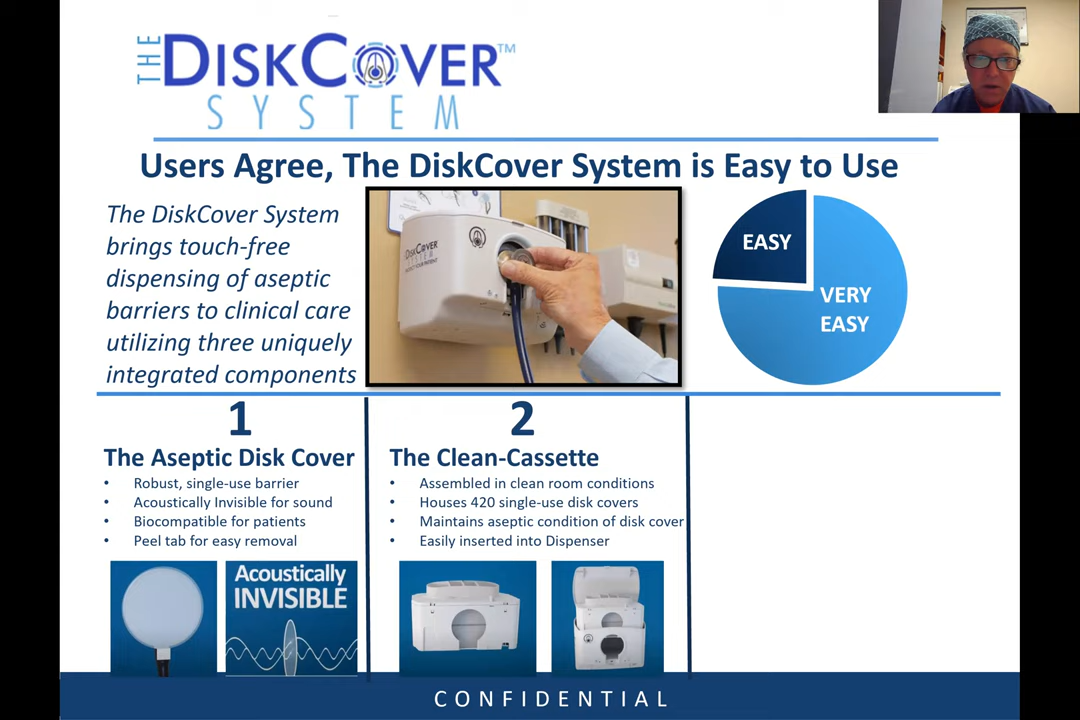 THE DISKCOVER™
SYSTEM
Users Agree, The DiskCover System is Easy to Use
The DiskCover System
brings touch-free
dispensing of aseptic
barriers to clinical care
utilizing three uniquely
integrated components
DISKCOVER
SYSTEM
EASY
VERY
EASY
1
The Aseptic Disk Cover
• Robust, single-use barrier
• Acoustically Invisible for sound
• Biocompatible for patients
• Peel tab for easy removal
Acoustically
INVISIBLE
2
The Clean-Cassette
• Assembled in clean room conditions
• Houses 420 single-use disk covers
• Maintains aseptic condition of disk cover
• Easily inserted into Dispenser
CONFIDENTIAL